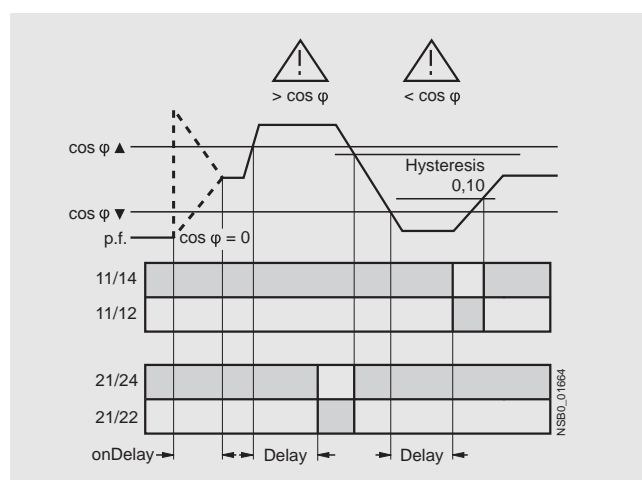 > cos φ < cos φ
cos φ ▲
Hysteresis
0,10
cos φ ▼
p.f. cos φ = 0
11/14
11/12
21/24
21/22
NSB0_01664
onDelay Delay Delay